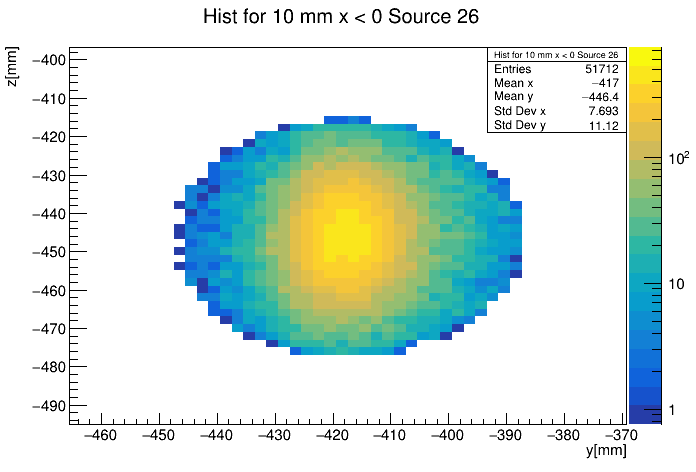 Hist for 10 mm x < 0 Source 26
z[mm]
Hist for 10 mm x < 0 Source 26
Entries 51712
Mean x −417
Mean y −446.4
Std Dev x 7.693
Std Dev y 11.12
−400
−410
−420
−430
−440
−450
−460
−470
−480
−490
10²
10
1
−460 −450 −440 −430 −420 −410 −400 −390 −380 −370
y[mm]